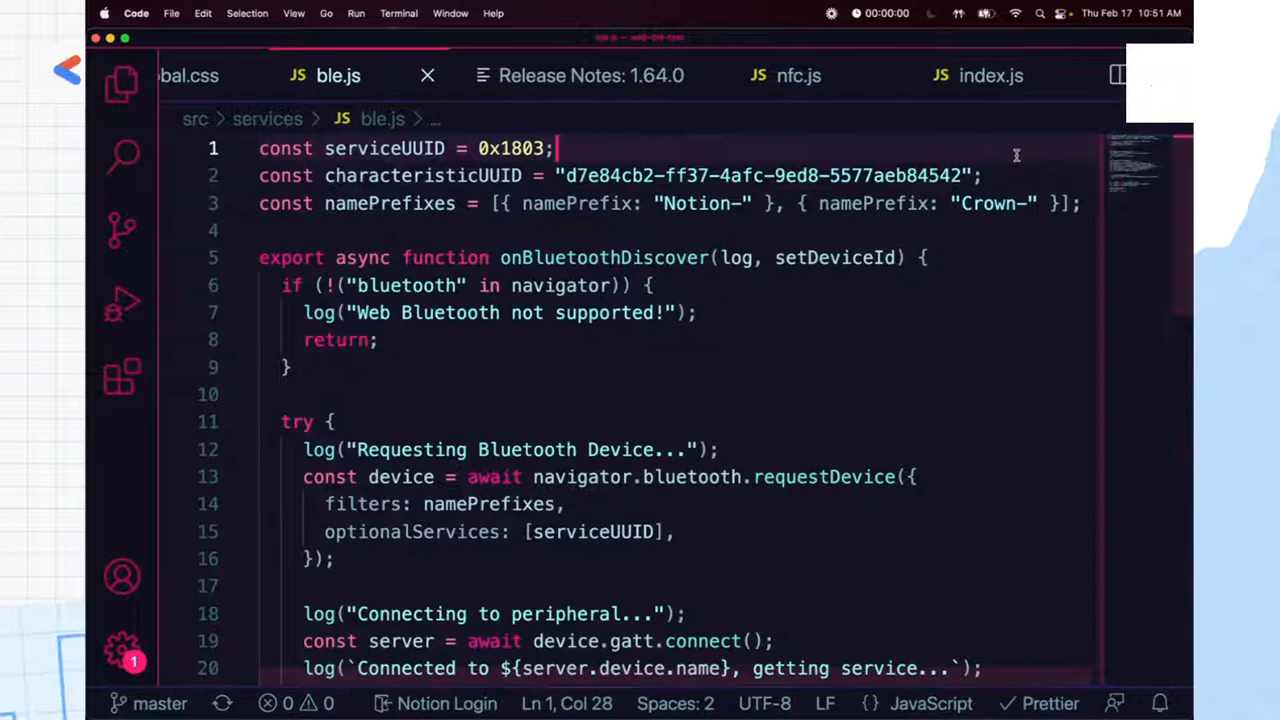 Code File Edit Selection View Go Run Terminal Window Help 00:00:00 Thu Feb 17 10:51 AM
bal.css JS ble.js Release Notes: 1.64.0 JS nfc.js JS index.js
src > services > JS ble.js > ...
1 const serviceUUID = 0x1803;
2 const characteristicUUID = "d7e84cb2-ff37-4afc-9ed8-5577aeb84542";
3 const namePrefixes = [{ namePrefix: "Notion-" }, { namePrefix: "Crown-" }];
4
5 export async function onBluetoothDiscover(log, setDeviceId) {
6 if (!("bluetooth" in navigator)) {
7 log("Web Bluetooth not supported!");
8 return;
9 }
10
11 try {
12 log("Requesting Bluetooth Device...");
13 const device = await navigator.bluetooth.requestDevice({
14 filters: namePrefixes,
15 optionalServices: [serviceUUID],
16 });
17
18 log("Connecting to peripheral...");
19 const server = await device.gatt.connect();
20 log(`Connected to ${server.device.name}, getting service...`);
1
master 0 0 Notion Login Ln 1, Col 28 Spaces: 2 UTF-8 LF {} JavaScript Prettier